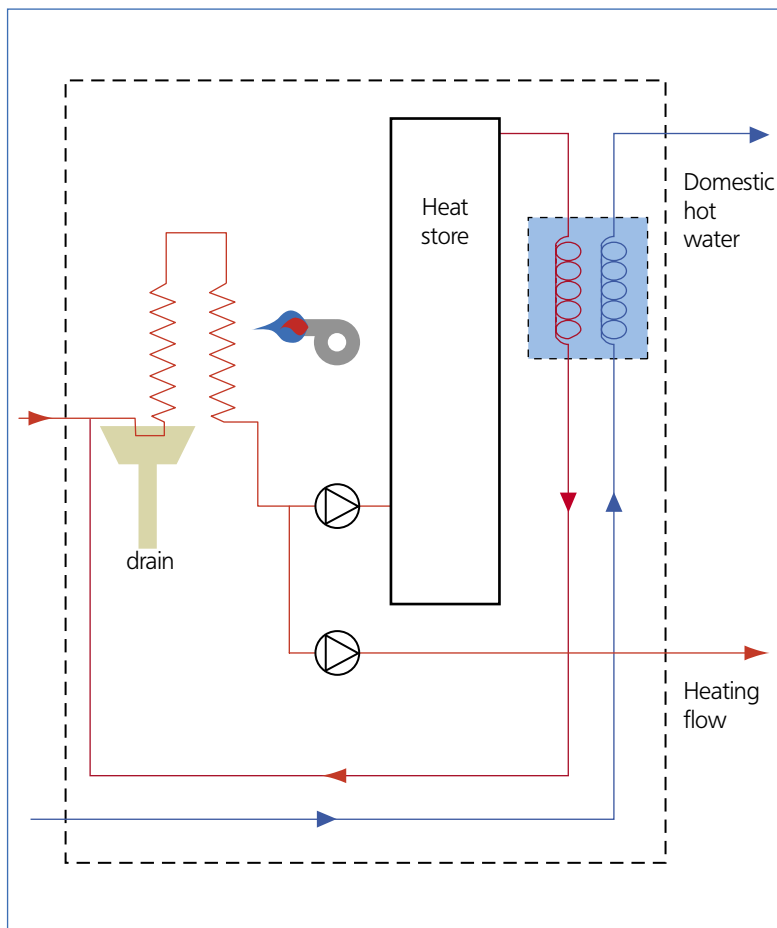 Heat
store
Domestic
hot
water
drain
Heating
flow